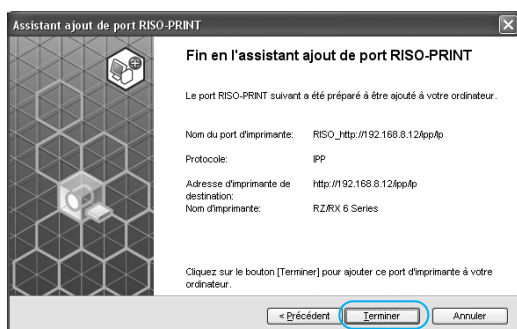 Assistant ajout de port RISO-PRINT
Fin en l'assistant ajout de port RISO-PRINT
Le port RISO-PRINT suivant a été préparé à être ajouté à votre ordinateur.
Nom du port d'imprimante: RISO_http://192.168.8.12/ipp/lp
Protocole: IPP
Adresse d'imprimante de destination: http://192.168.8.12/ipp/lp
Nom d'imprimante: RZ/RX 6 Series
Cliquez sur le bouton [Terminer] pour ajouter ce port d'imprimante à votre
ordinateur.
< Précédent Terminer Annuler